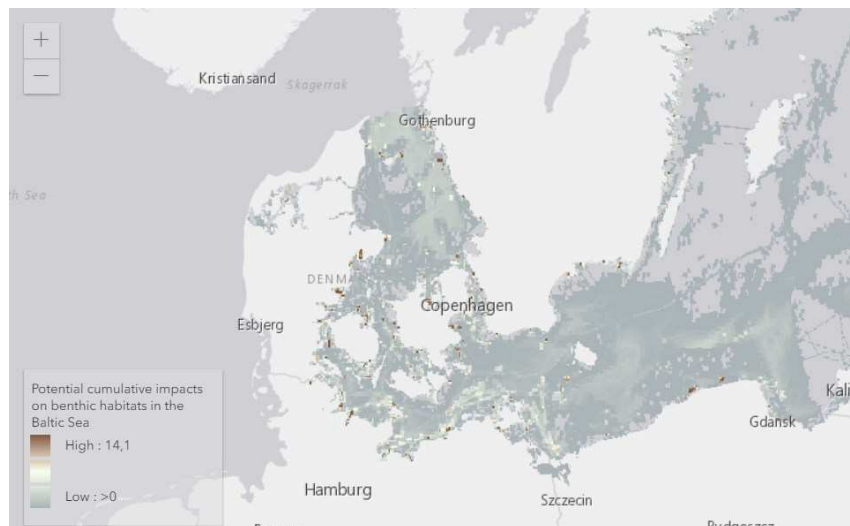 +
Kristiansand
Skagerrak
−
Gothenburg
th Sea
DENMA
Copenhagen
Esbjerg
Potential cumulative impacts
on benthic habitats in the
Baltic Sea
High : 14,1
Low : >0
Kali
Gdansk
Hamburg
Szczecin